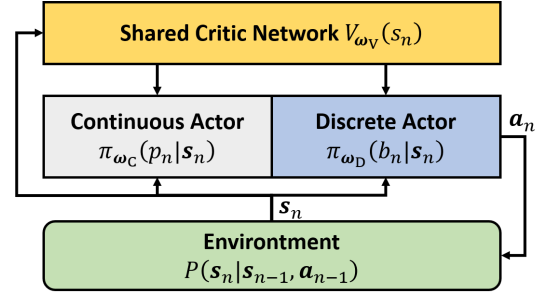 Shared Critic Network V_{ω_V}(s_n)
Continuous Actor
π_{ω_C}(p_n|s_n)
Discrete Actor
π_{ω_D}(b_n|s_n)
a_n
s_n
Environtment
P(s_n|s_{n-1}, a_{n-1})